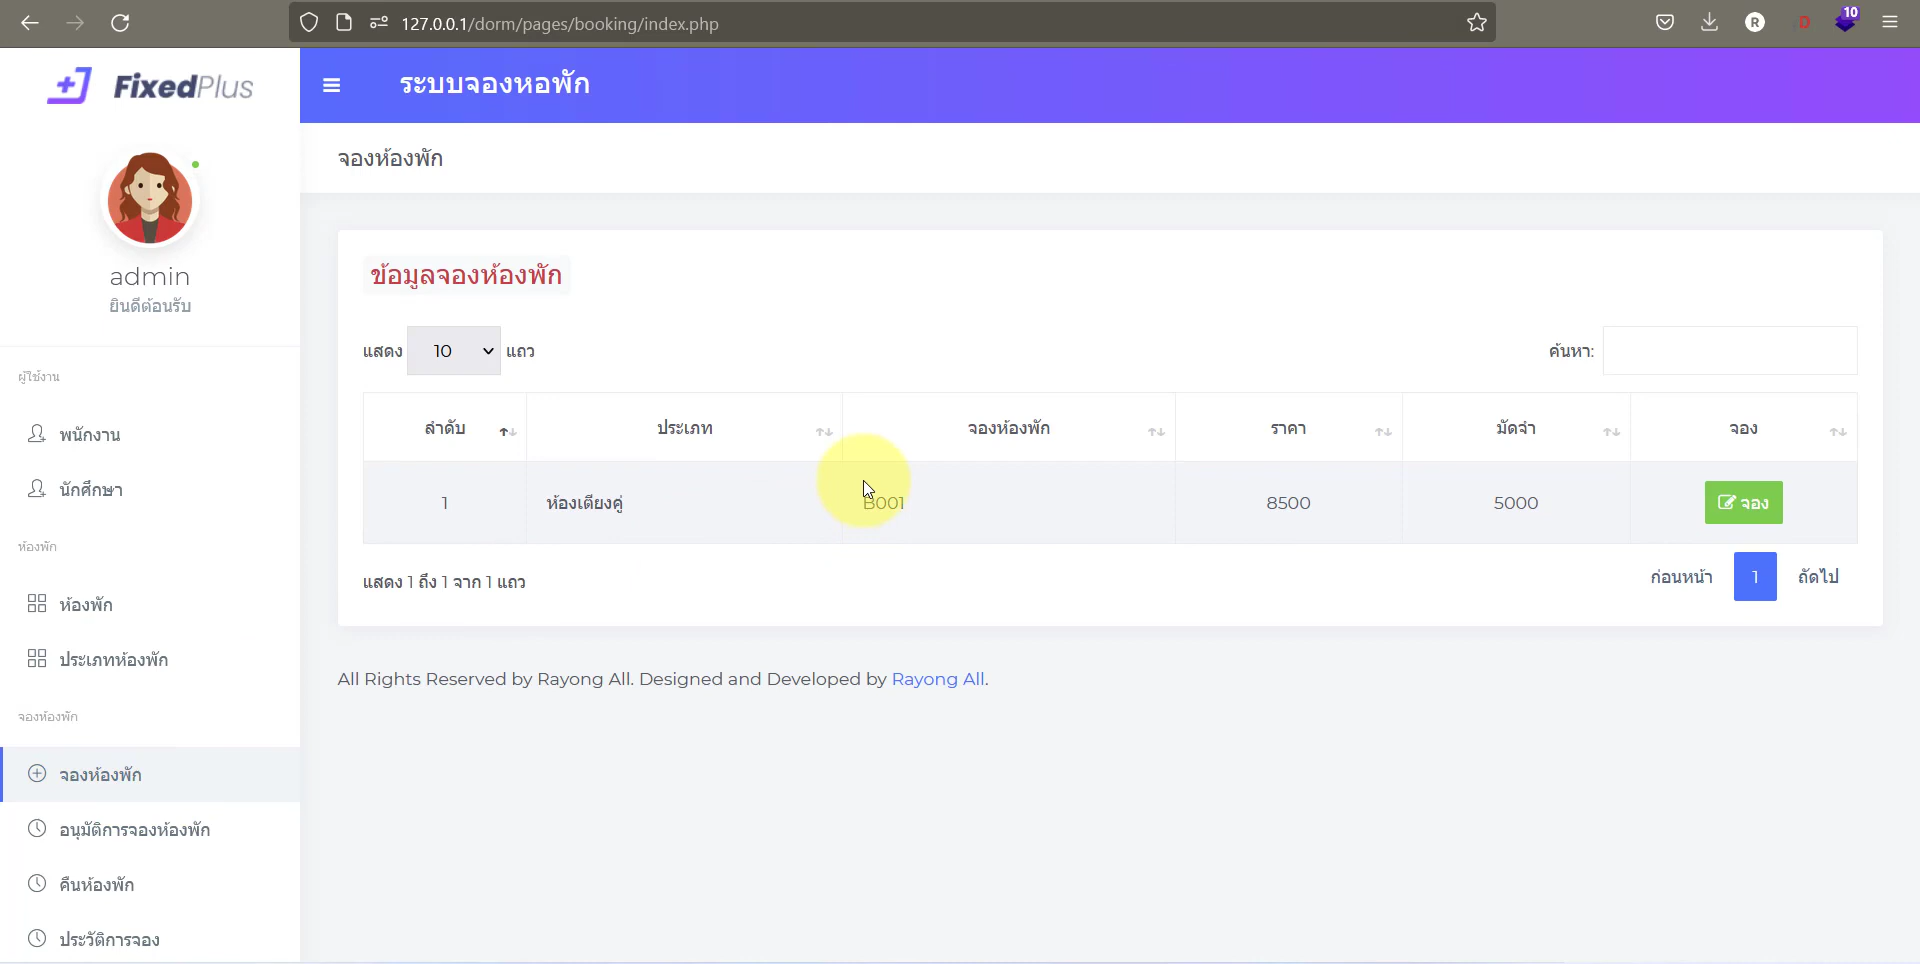 127.0.0.1/dorm/pages/booking/index.php
R
D
10
FixedPlus
ระบบจองหอพัก
จองห้องพัก
admin
ยินดีต้อนรับ
ผู้ใช้งาน
พนักงาน
นักศึกษา
ห้องพัก
ห้องพัก
ประเภทห้องพัก
จองห้องพัก
จองห้องพัก
อนุมัติการจองห้องพัก
คืนห้องพัก
ประวัติการจอง
ข้อมูลจองห้องพัก
แสดง 10 แถว
ค้นหา:
ลำดับ ประเภท จองห้องพัก ราคา มัดจำ จอง
1 ห้องเตียงคู่ B001 8500 5000 จอง
แสดง 1 ถึง 1 จาก 1 แถว
ก่อนหน้า 1 ถัดไป
All Rights Reserved by Rayong All. Designed and Developed by Rayong All.